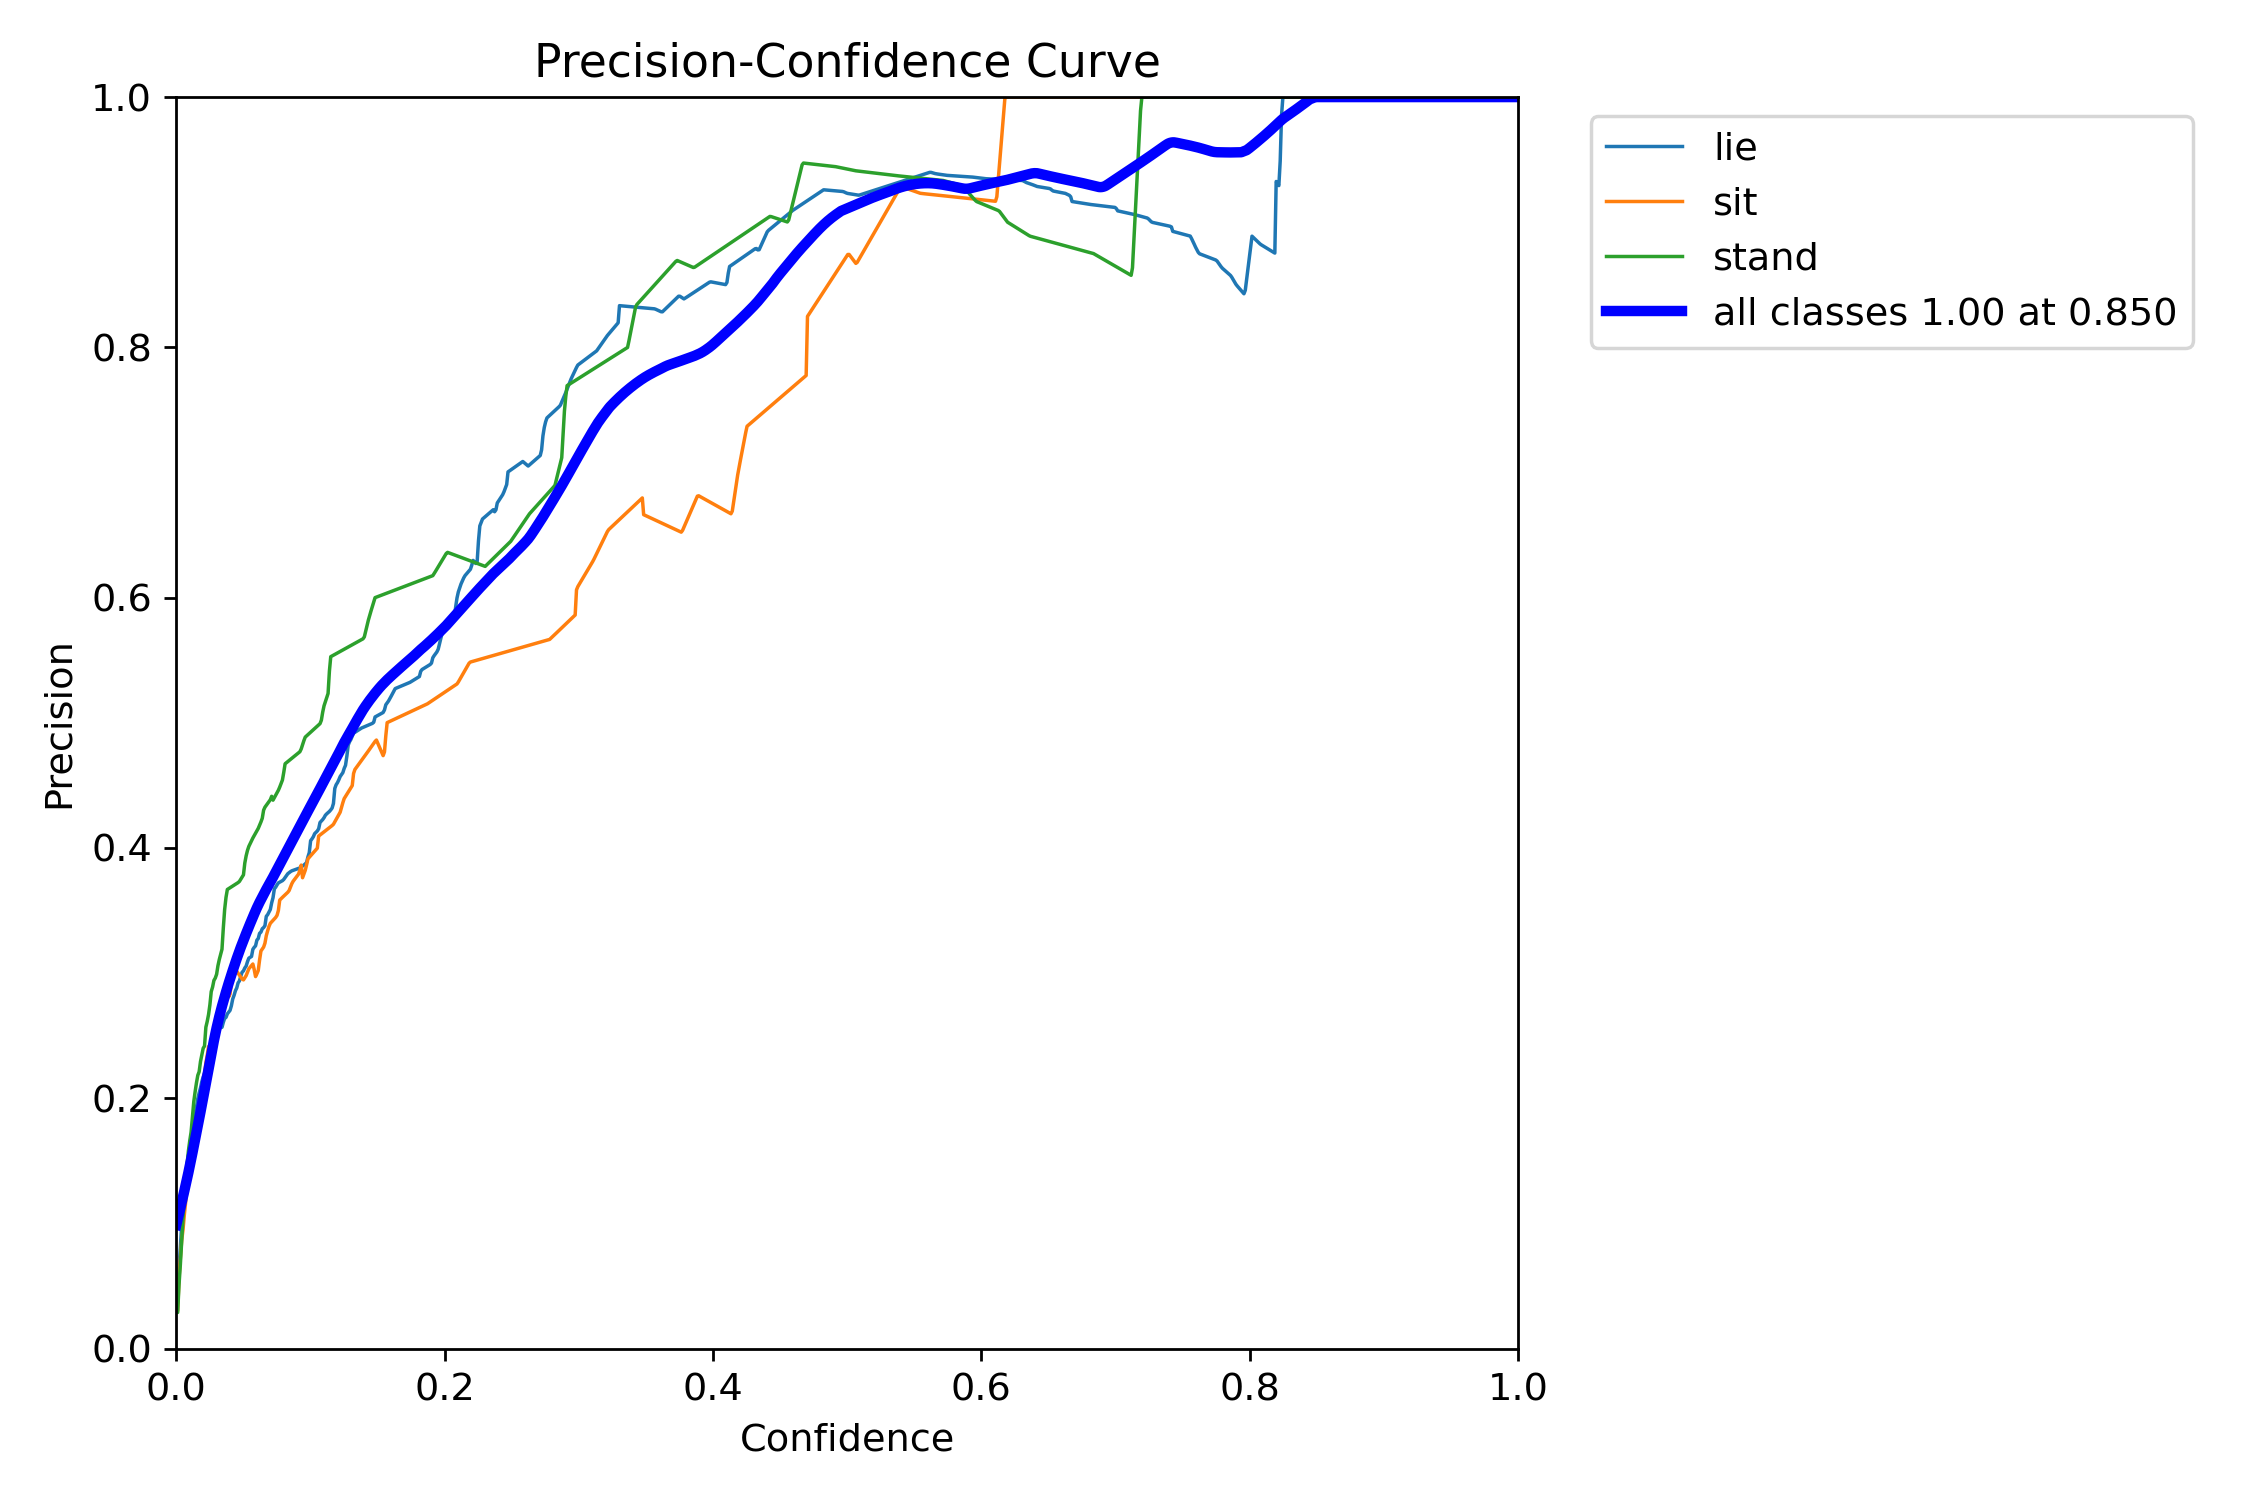 Precision-Confidence Curve
1.0
0.8
0.6
0.4
0.2
0.0
Precision
0.0 0.2 0.4 0.6 0.8 1.0
Confidence
lie
sit
stand
all classes 1.00 at 0.850